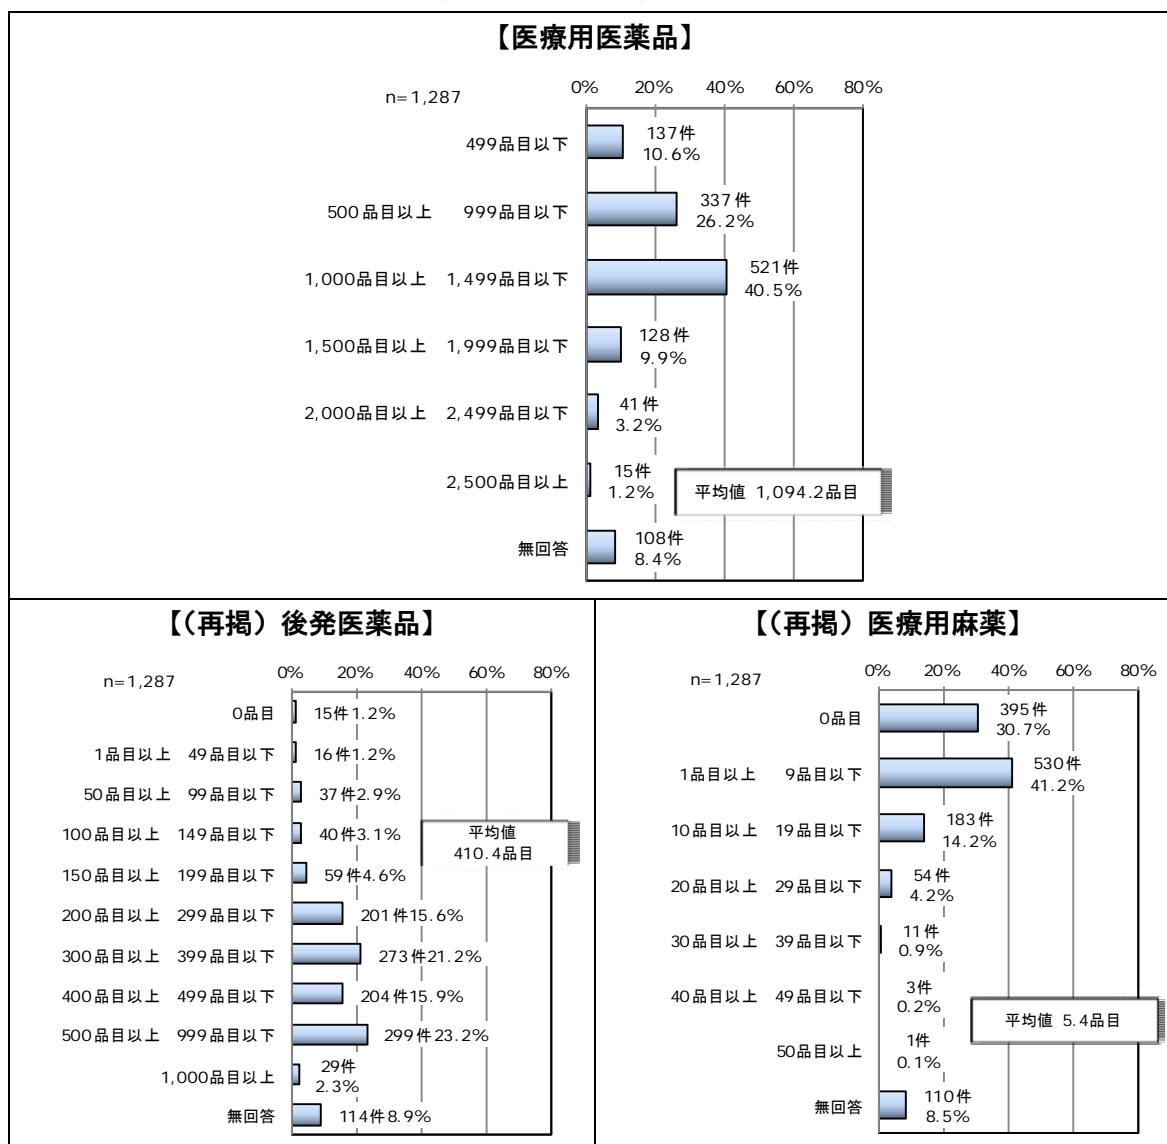 【医療用医薬品】
n=1,287
0% 20% 40% 60% 80%
499品目以下 137件
10.6%
500品目以上 999品目以下 337件
26.2%
1,000品目以上 1,499品目以下 521件
40.5%
1,500品目以上 1,999品目以下 128件
9.9%
2,000品目以上 2,499品目以下 41件
3.2%
2,500品目以上 15件
1.2%
平均値 1,094.2品目
無回答 108件
8.4%
【(再掲)後発医薬品】
n=1,287
0% 20% 40% 60% 80%
0品目 15件1.2%
1品目以上 49品目以下 16件1.2%
50品目以上 99品目以下 37件2.9%
100品目以上 149品目以下 40件3.1%
平均値
410.4品目
150品目以上 199品目以下 59件4.6%
200品目以上 299品目以下 201件15.6%
300品目以上 399品目以下 273件21.2%
400品目以上 499品目以下 204件15.9%
500品目以上 999品目以下 299件23.2%
1,000品目以上 29件
2.3%
無回答 114件8.9%
【(再掲)医療用麻薬】
n=1,287
0% 20% 40% 60% 80%
0品目 395件
30.7%
1品目以上 9品目以下 530件
41.2%
10品目以上 19品目以下 183件
14.2%
20品目以上 29品目以下 54件
4.2%
30品目以上 39品目以下 11件
0.9%
40品目以上 49品目以下 3件
0.2%
平均値 5.4品目
50品目以上 1件
0.1%
無回答 110件
8.5%